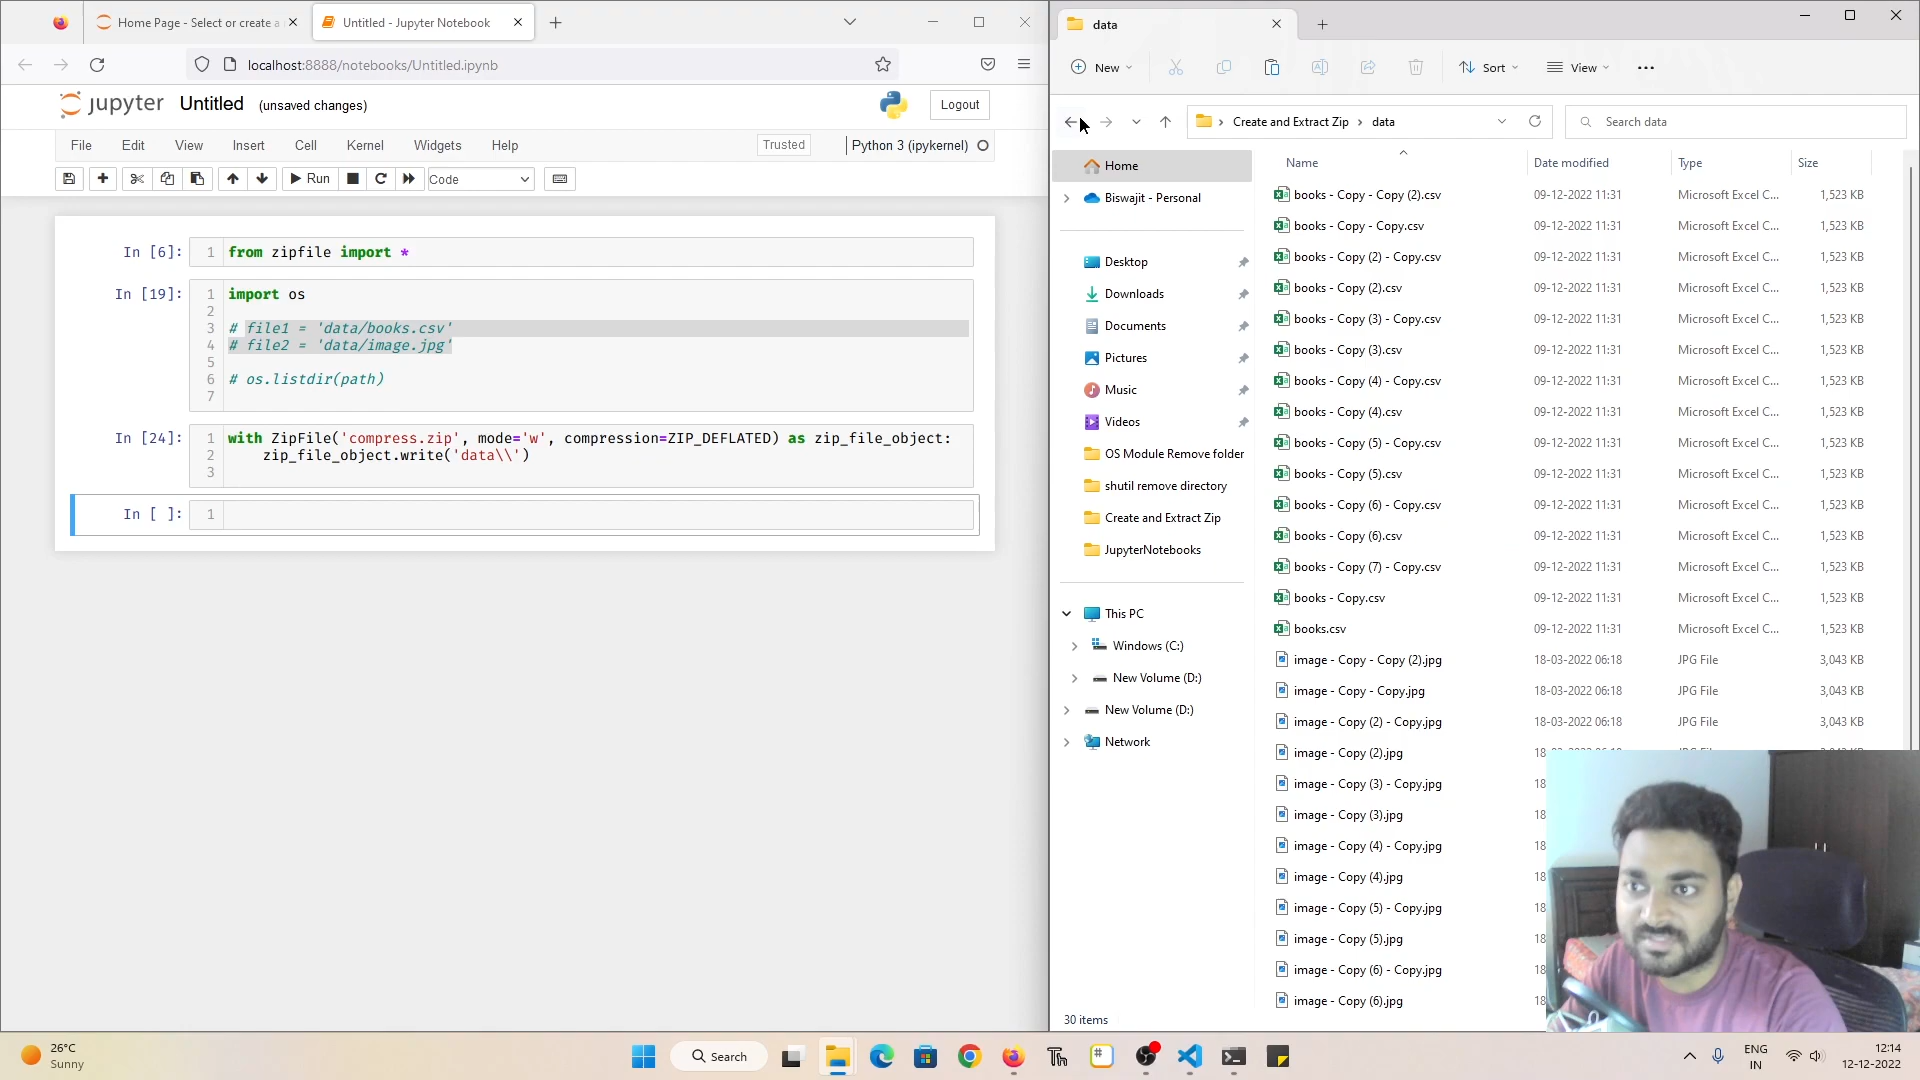 Home Page - Select or create a
Untitled - Jupyter Notebook
localhost:8888/notebooks/Untitled.ipynb
jupyter
Untitled
(unsaved changes)
Logout
File
Edit
View
Insert
Cell
Kernel
Widgets
Help
Trusted
Python 3 (ipykernel)
Run
Code
In [6]:
1 from zipfile import *
In [19]:
1 import os
2
3 # file1 = 'data/books.csv'
4 # file2 = 'data/image.jpg'
5
6 # os.listdir(path)
7
In [24]:
1 with ZipFile('compress.zip', mode='w', compression=ZIP_DEFLATED) as zip_file_object:
2 zip_file_object.write('data\\')
3
In [ ]:
1
data
New
Sort
View
Create and Extract Zip
data
Search data
Home
Biswajit - Personal
Desktop
Downloads
Documents
Pictures
Music
Videos
OS Module Remove folder
shutil remove directory
Create and Extract Zip
JupyterNotebooks
This PC
Windows (C:)
New Volume (D:)
New Volume (D:)
Network
Name Date modified Type Size
books - Copy - Copy (2).csv 09-12-2022 11:31 Microsoft Excel C... 1,523 KB
books - Copy - Copy.csv 09-12-2022 11:31 Microsoft Excel C... 1,523 KB
books - Copy (2) - Copy.csv 09-12-2022 11:31 Microsoft Excel C... 1,523 KB
books - Copy (2).csv 09-12-2022 11:31 Microsoft Excel C... 1,523 KB
books - Copy (3) - Copy.csv 09-12-2022 11:31 Microsoft Excel C... 1,523 KB
books - Copy (3).csv 09-12-2022 11:31 Microsoft Excel C... 1,523 KB
books - Copy (4) - Copy.csv 09-12-2022 11:31 Microsoft Excel C... 1,523 KB
books - Copy (4).csv 09-12-2022 11:31 Microsoft Excel C... 1,523 KB
books - Copy (5) - Copy.csv 09-12-2022 11:31 Microsoft Excel C... 1,523 KB
books - Copy (5).csv 09-12-2022 11:31 Microsoft Excel C... 1,523 KB
books - Copy (6) - Copy.csv 09-12-2022 11:31 Microsoft Excel C... 1,523 KB
books - Copy (6).csv 09-12-2022 11:31 Microsoft Excel C... 1,523 KB
books - Copy (7) - Copy.csv 09-12-2022 11:31 Microsoft Excel C... 1,523 KB
books - Copy.csv 09-12-2022 11:31 Microsoft Excel C... 1,523 KB
books.csv 09-12-2022 11:31 Microsoft Excel C... 1,523 KB
image - Copy - Copy (2).jpg 18-03-2022 06:18 JPG File 3,043 KB
image - Copy - Copy.jpg 18-03-2022 06:18 JPG File 3,043 KB
image - Copy (2) - Copy.jpg 18-03-2022 06:18 JPG File 3,043 KB
image - Copy (2).jpg
image - Copy (3) - Copy.jpg 18
image - Copy (3).jpg 18
image - Copy (4) - Copy.jpg 18
image - Copy (4).jpg 18
image - Copy (5) - Copy.jpg 18
image - Copy (5).jpg 18
image - Copy (6) - Copy.jpg 18
image - Copy (6).jpg 18
30 items
26°C
Sunny
Search
ENG
IN
12:14
12-12-2022